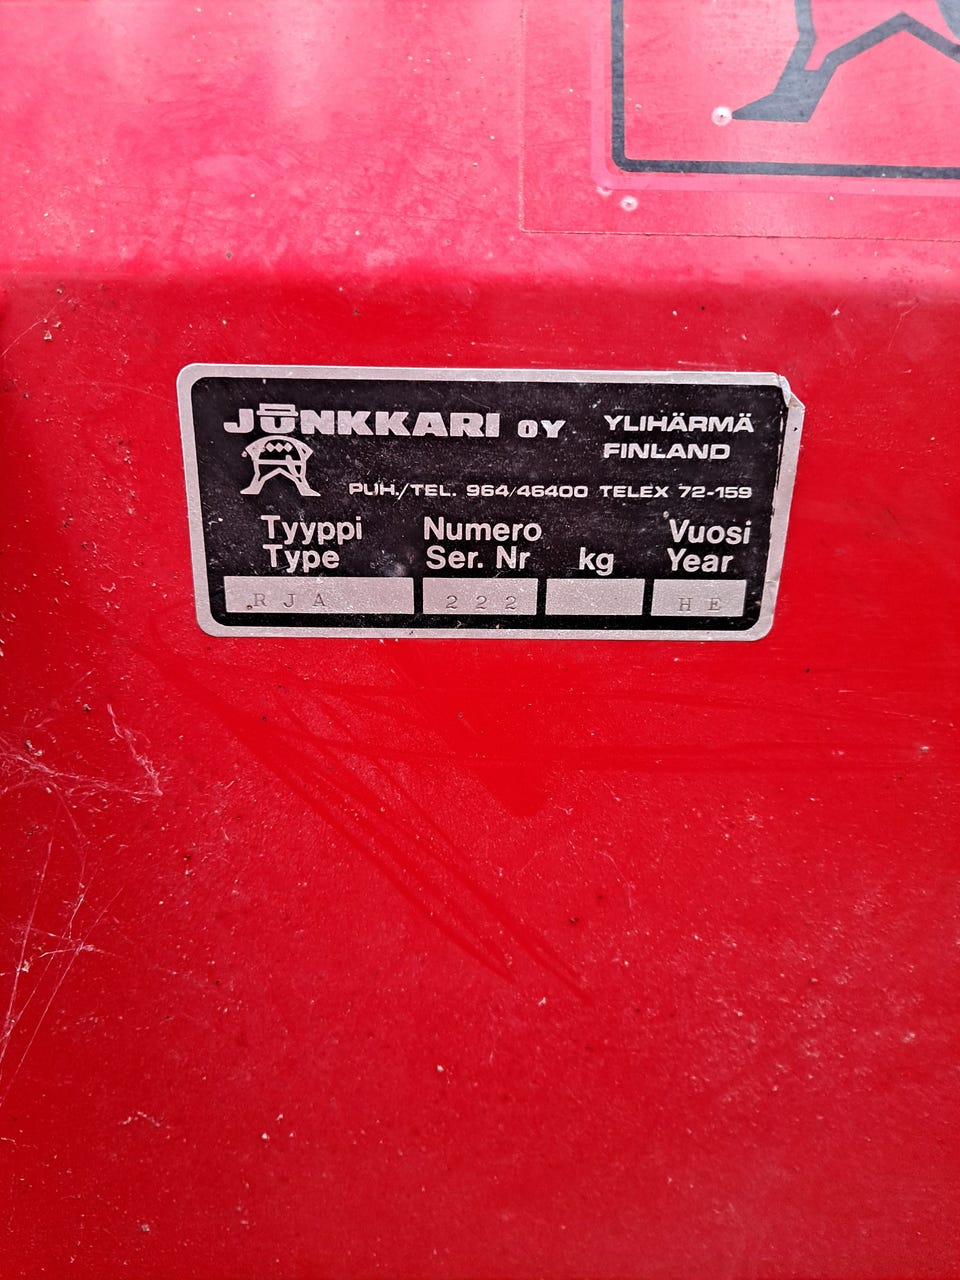 JUNKKARI OY YLIHÄRMÄ
FINLAND
PUH./TEL. 964/46400 TELEX 72-159
Tyyppi Numero Vuosi
Type Ser. Nr kg Year
RJA 222 HE